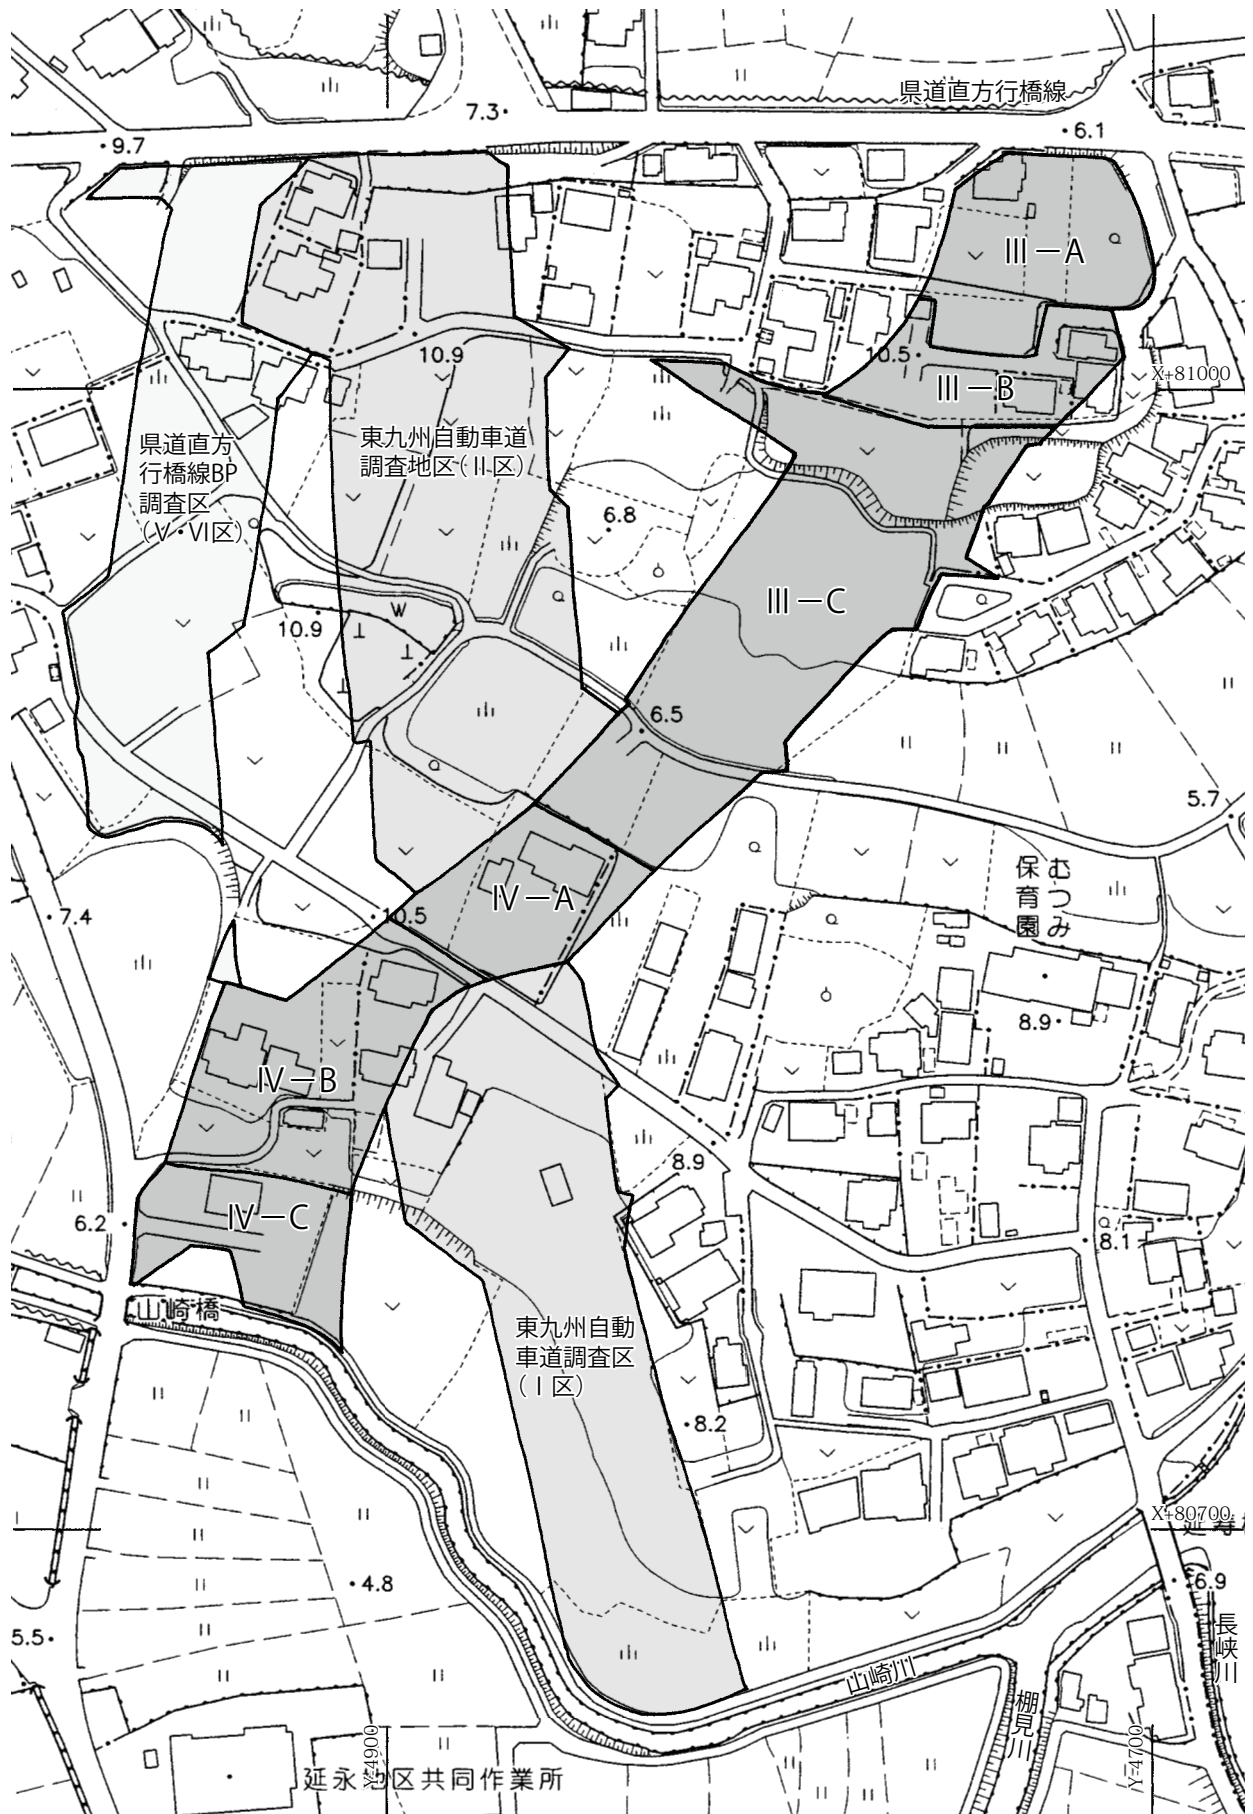 県道直方行橋線
7.3
6.1
9.7
III－A
10.9
10.5
X+81000
III－B
県道直方
行橋線BP
調査区
（V・VI区）
東九州自動車道
調査地区（II区）
6.8
III－C
10.9
6.5
5.7
むつみ
保育園
IV－A
7.4
10.5
8.9
IV－B
8.9
6.2
IV－C
8.1
山崎橋
東九州自動
車道調査区
（I区）
8.2
X+80700
4.8
6.9
5.5
長峡川
山崎川
棚見川
Y-4900
Y-4700
延永地区共同作業所